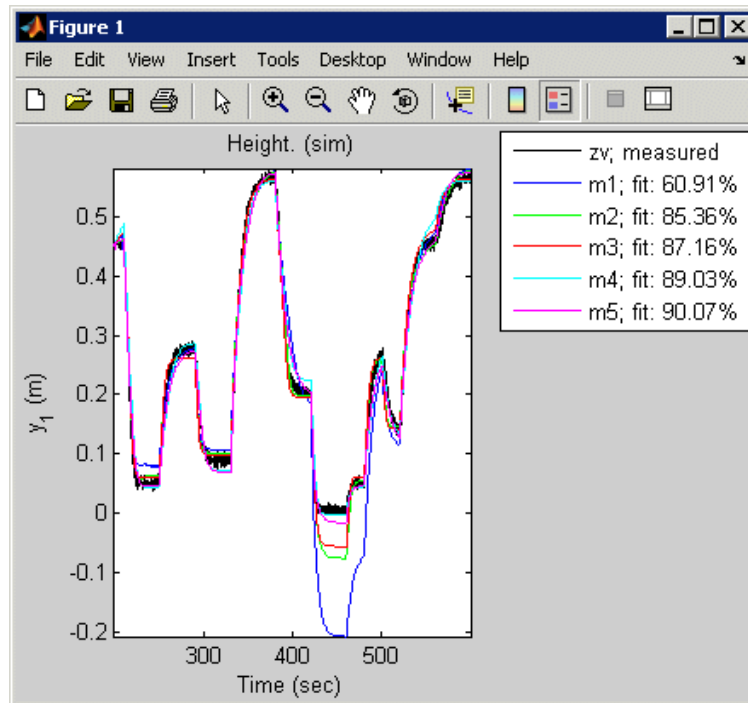 Figure 1
File Edit View Insert Tools Desktop Window Help
Height. (sim)
zv; measured
m1; fit: 60.91%
m2; fit: 85.36%
m3; fit: 87.16%
m4; fit: 89.03%
m5; fit: 90.07%
0.5
0.4
0.3
0.2
0.1
0
-0.1
-0.2
y1 (m)
300 400 500
Time (sec)